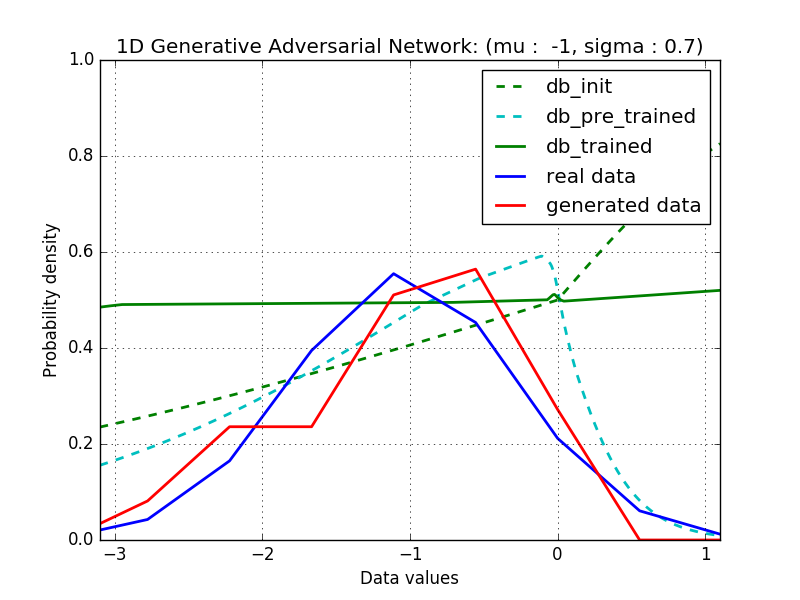 1D Generative Adversarial Network: (mu :  -1, sigma : 0.7)
db_init
db_pre_trained
db_trained
real data
generated data
Probability density
1.0
0.8
0.6
0.4
0.2
0.0
−3 −2 −1 0 1
Data values